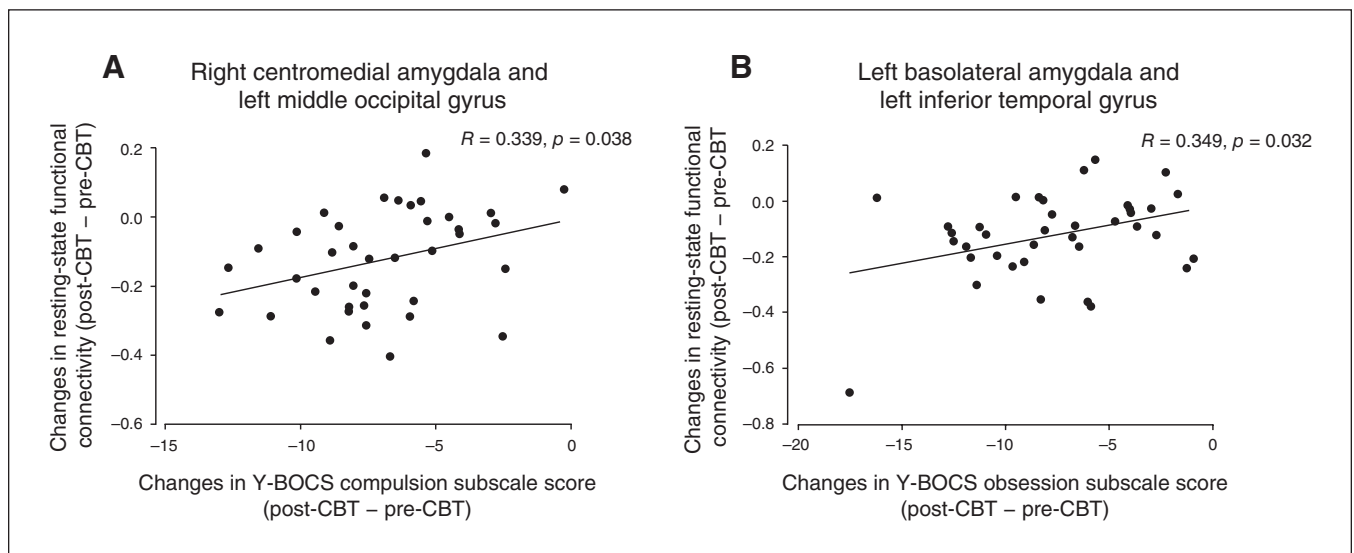 A
Right centromedial amygdala and
left middle occipital gyrus
R = 0.339, p = 0.038
Changes in resting-state functional
connectivity (post-CBT – pre-CBT)
0.2
0.0
–0.2
–0.4
–0.6
–15
–10
–5
0
Changes in Y-BOCS compulsion subscale score
(post-CBT – pre-CBT)
B
Left basolateral amygdala and
left inferior temporal gyrus
R = 0.349, p = 0.032
Changes in resting-state functional
connectivity (post-CBT – pre-CBT
0.2
0.0
–0.2
–0.4
–0.6
–0.8
–20
–15
–10
–5
0
Changes in Y-BOCS obsession subscale score
(post-CBT – pre-CBT)